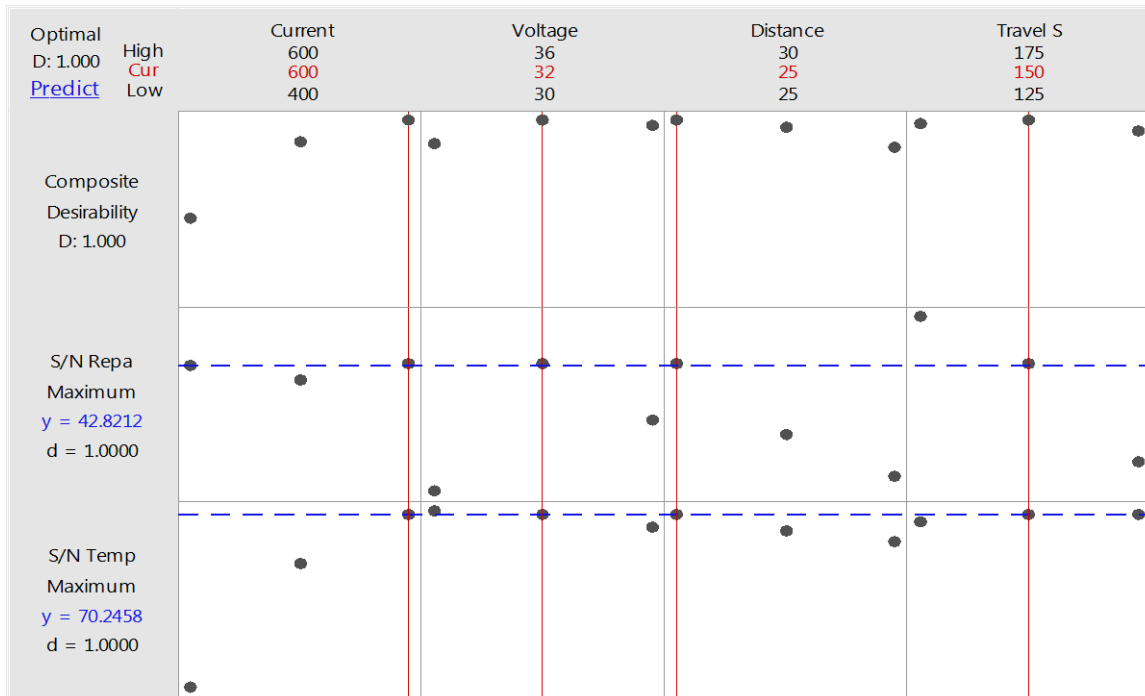 Optimal
D: 1.000
Predict
High
Cur
Low
Current
600
600
400
Voltage
36
32
30
Distance
30
25
25
Travel S
175
150
125
Composite
Desirability
D: 1.000
S/N Repa
Maximum
y = 42.8212
d = 1.0000
S/N Temp
Maximum
y = 70.2458
d = 1.0000